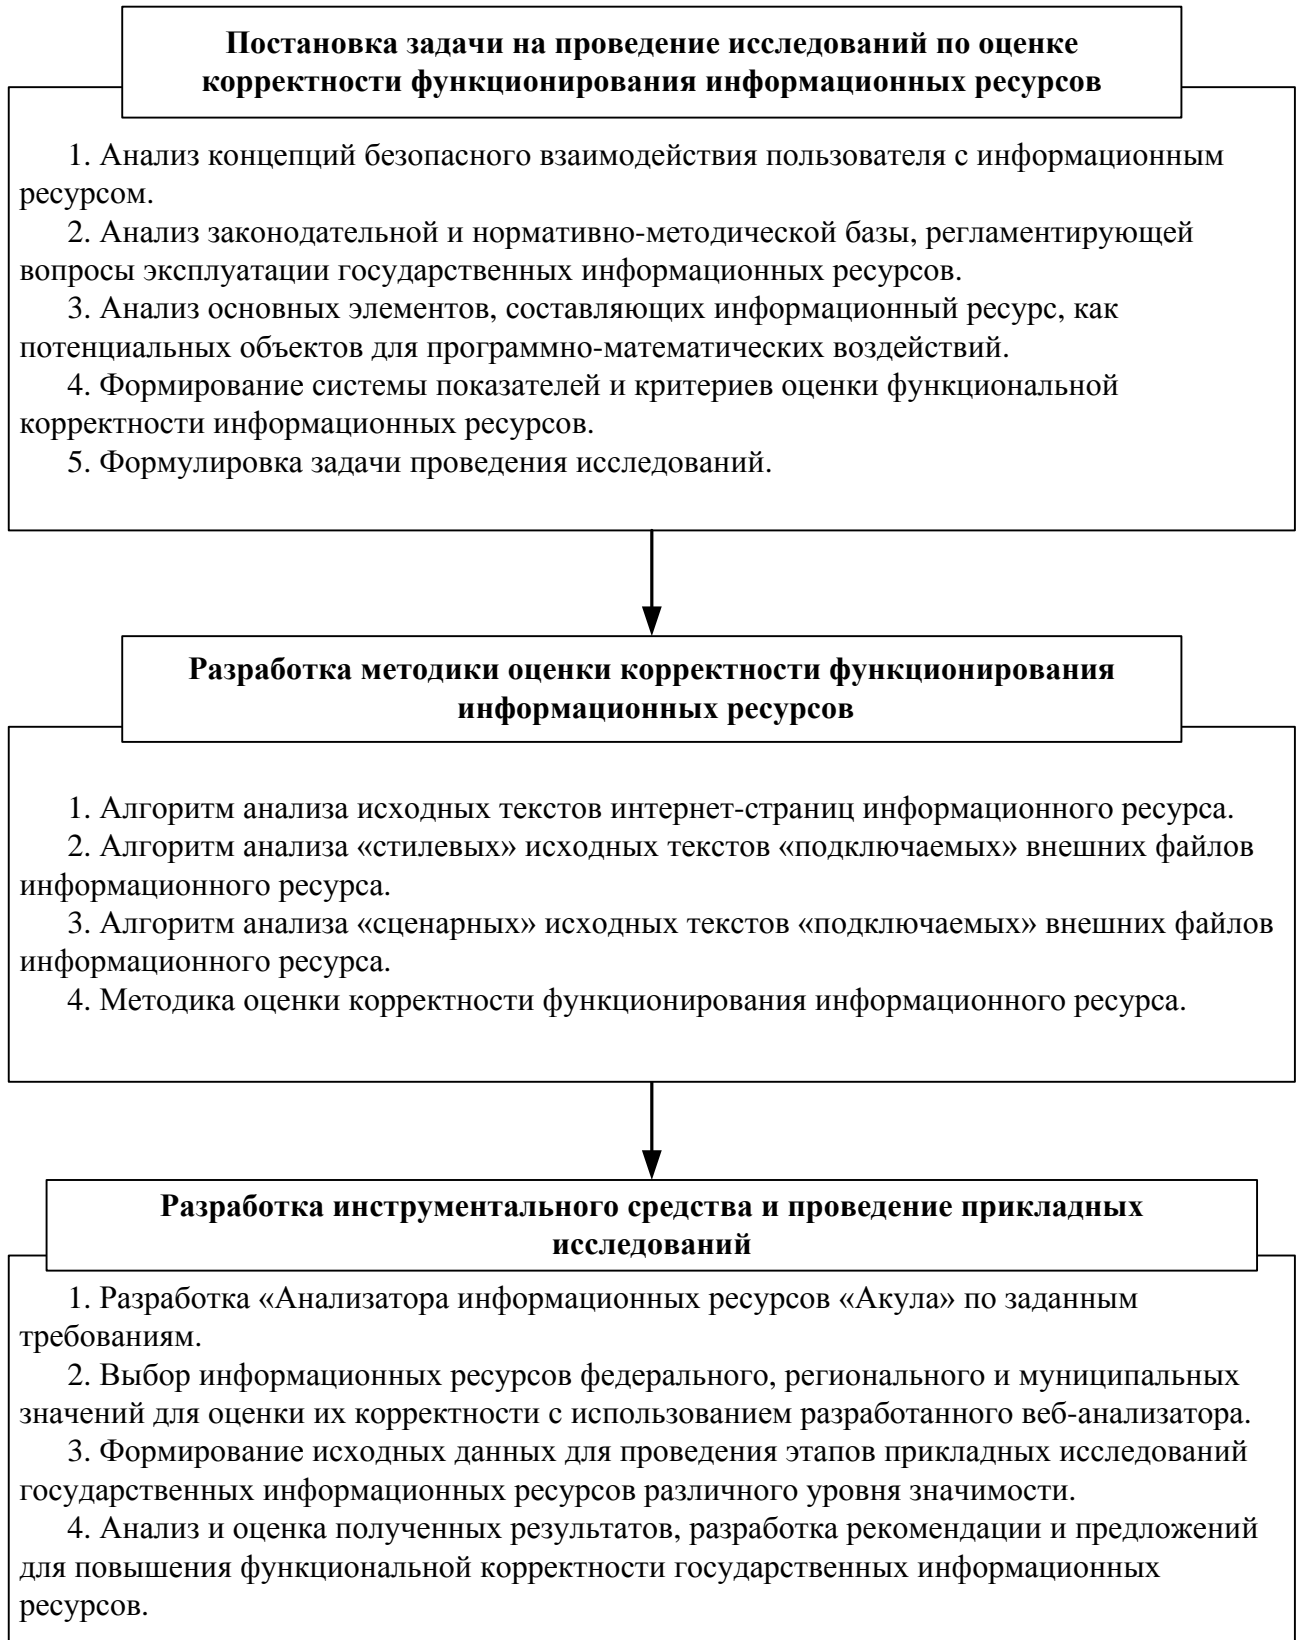 Постановка задачи на проведение исследований по оценке
корректности функционирования информационных ресурсов
1. Анализ концепций безопасного взаимодействия пользователя с информационным
ресурсом.
2. Анализ законодательной и нормативно-методической базы, регламентирующей
вопросы эксплуатации государственных информационных ресурсов.
3. Анализ основных элементов, составляющих информационный ресурс, как
потенциальных объектов для программно-математических воздействий.
4. Формирование системы показателей и критериев оценки функциональной
корректности информационных ресурсов.
5. Формулировка задачи проведения исследований.
Разработка методики оценки корректности функционирования
информационных ресурсов
1. Алгоритм анализа исходных текстов интернет-страниц информационного ресурса.
2. Алгоритм анализа «стилевых» исходных текстов «подключаемых» внешних файлов
информационного ресурса.
3. Алгоритм анализа «сценарных» исходных текстов «подключаемых» внешних файлов
информационного ресурса.
4. Методика оценки корректности функционирования информационного ресурса.
Разработка инструментального средства и проведение прикладных
исследований
1. Разработка «Анализатора информационных ресурсов «Акула» по заданным
требованиям.
2. Выбор информационных ресурсов федерального, регионального и муниципальных
значений для оценки их корректности с использованием разработанного веб-анализатора.
3. Формирование исходных данных для проведения этапов прикладных исследований
государственных информационных ресурсов различного уровня значимости.
4. Анализ и оценка полученных результатов, разработка рекомендации и предложений
для повышения функциональной корректности государственных информационных
ресурсов.